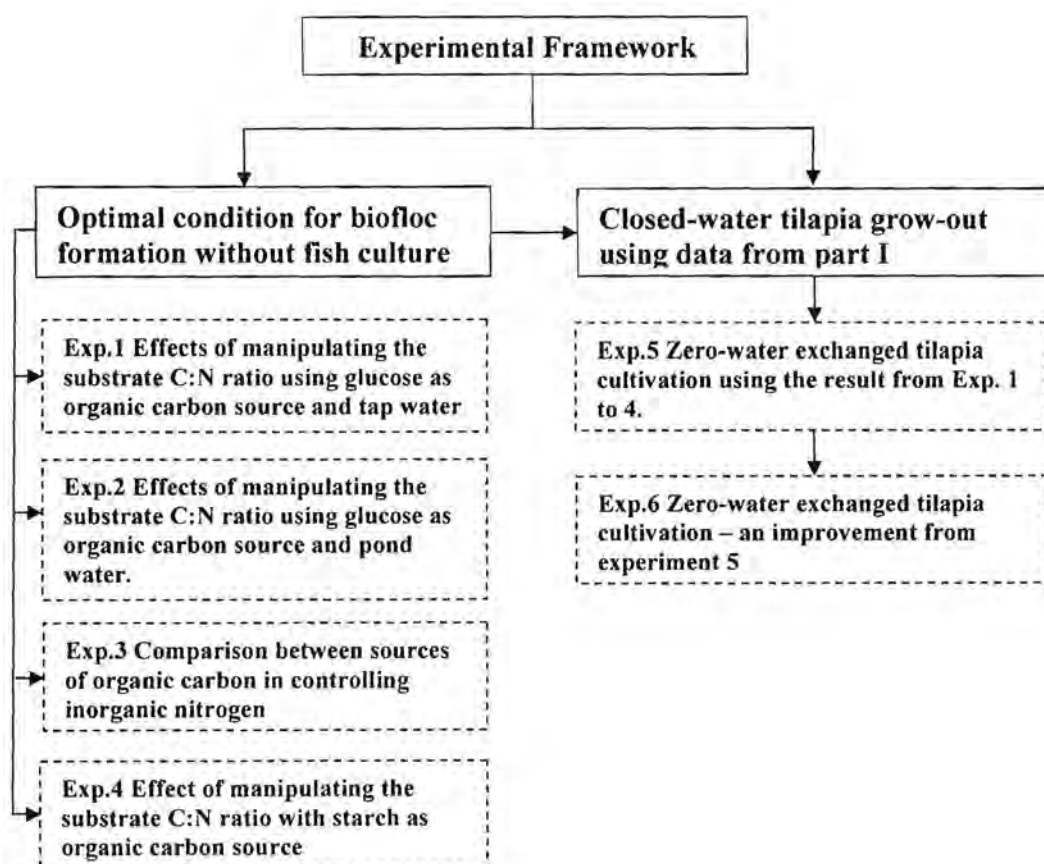 Experimental Framework
Optimal condition for biofloc
formation without fish culture
Closed-water tilapia grow-out
using data from part I
Exp.1 Effects of manipulating the
substrate C:N ratio using glucose as
organic carbon source and tap water
Exp.2 Effects of manipulating the
substrate C:N ratio using glucose as
organic carbon source and pond
water.
Exp.3 Comparison between sources
of organic carbon in controlling
inorganic nitrogen
Exp.4 Effect of manipulating the
substrate C:N ratio with starch as
organic carbon source
Exp.5 Zero-water exchanged tilapia
cultivation using the result from Exp. 1
to 4.
Exp.6 Zero-water exchanged tilapia
cultivation – an improvement from
experiment 5